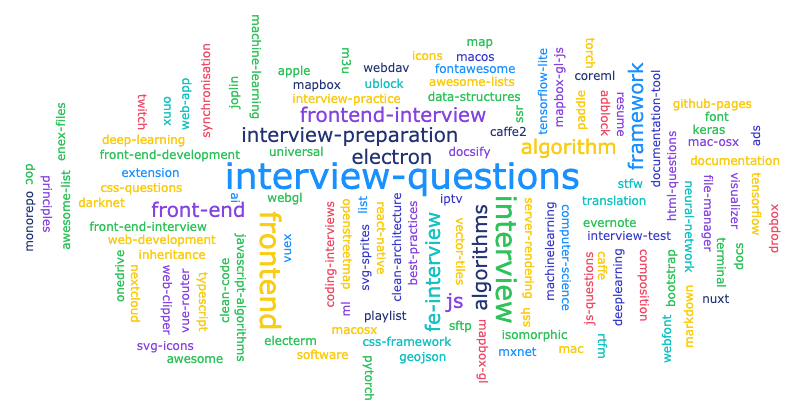 machine-learning
synchronisation
m3u
map
icons
macos
webdav
torch
apple
fontawesome
coreml
mapbox
ublock
awesome-lists
tensorflow-lite
mapbox-gl-js
framework
documentation-tool
web-app
joplin
interview-practice
data-structures
twitch
onnx
ssr
paddle
adblock
resume
github-pages
enex-files
frontend-interview
font
interview-preparation
caffe2
keras
ads
deep-learning
algorithm
mac-osx
front-end-development
universal
electron
docsify
documentation
extension
interview-questions
cop
principles
monorepo
awesome-list
css-questions
stfw
html-questions
darknet
ai
webgl
iptv
translation
neural-network
file-manager
visualizer
tensorflow
front-end
list
evernote
dropbox
front-end-interview
frontend
vuex
interview-test
web-development
inheritance
coding-interviews
openstreetmap
svg-sprites
react-native
clean-architecture
best-practices
fe-interview
vector-tiles
algorithms
interview
server-rendering
machinelearning
computer-science
onedrive
nextcloud
web-clipper
vue-router
typescript
clean-code
javascript-algorithms
js
ssh
js-questions
caffe
deeplearning
composition
bootstrap
markdown
terminal
docs
ml
playlist
nuxt
macosx
sftp
svg-icons
electerm
css-framework
mapbox-gl
isomorphic
rtfm
webfont
awesome
software
geojson
mxnet
mac
pytorch